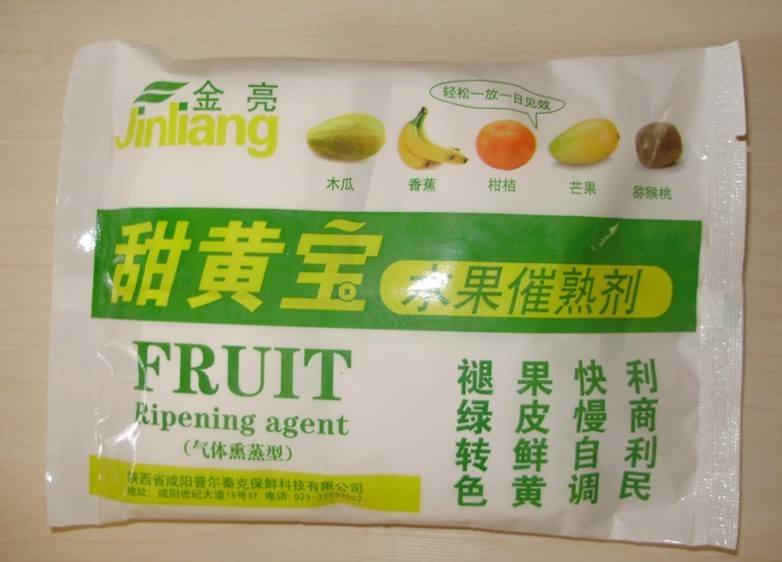 金亮
Jinliang
轻松一放一日见效
木瓜
香蕉
柑桔
芒果
猕猴桃
甜黄宝
水果催熟剂
FRUIT
Ripening agent
(气体熏蒸型)
褪绿转色
果皮鲜黄
快慢自调
利商利民
陕西省咸阳普尔秦克保鲜科技有限公司
地址: 咸阳世纪大道18号5F 电话: